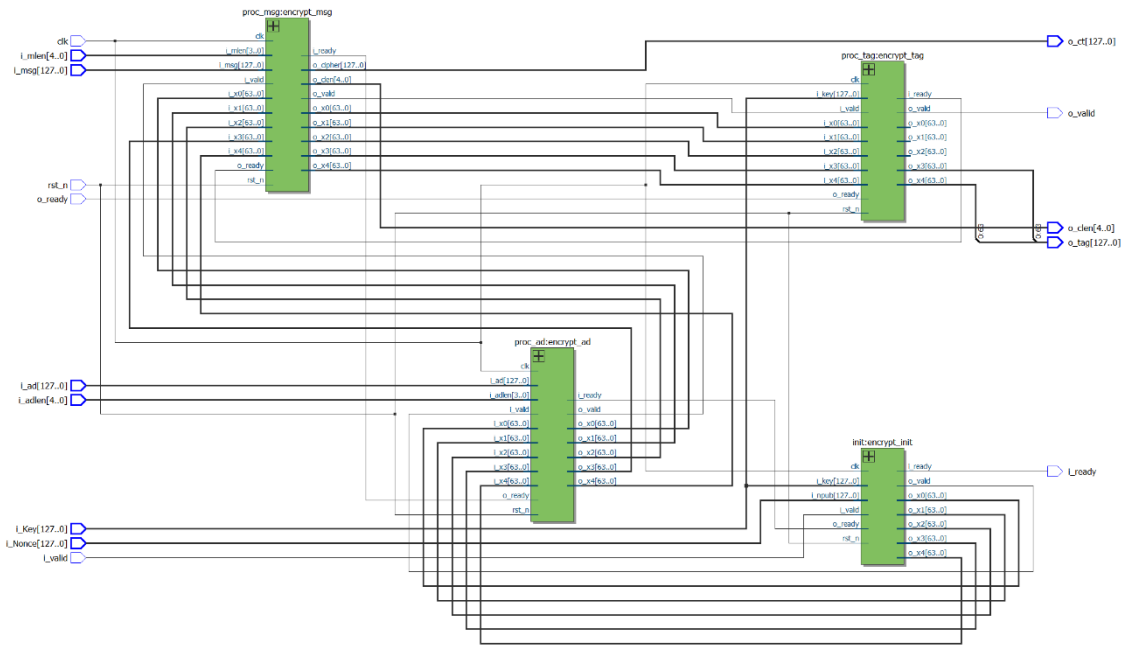 proc_msg:encrypt_msg
clk
i_mlen[4..0]
i_msg[127..0]
rst_n
o_ready
clk
i_mlen[3..0]
i_msg[127..0]
i_valid
i_x0[63..0]
i_x1[63..0]
i_x2[63..0]
i_x3[63..0]
i_x4[63..0]
o_ready
rst_n
i_ready
o_cipher[127..0]
o_clen[4..0]
o_valid
o_x0[63..0]
o_x1[63..0]
o_x2[63..0]
o_x3[63..0]
o_x4[63..0]
proc_tag:encrypt_tag
clk
i_key[127..0]
i_valid
i_x0[63..0]
i_x1[63..0]
i_x2[63..0]
i_x3[63..0]
i_x4[63..0]
o_ready
rst_n
i_ready
o_valid
o_x0[63..0]
o_x1[63..0]
o_x2[63..0]
o_x3[63..0]
o_x4[63..0]
o_ct[127..0]
o_valid
o_clen[4..0]
o_tag[127..0]
proc_ad:encrypt_ad
i_ad[127..0]
i_adlen[4..0]
clk
i_ad[127..0]
i_adlen[3..0]
i_valid
i_x0[63..0]
i_x1[63..0]
i_x2[63..0]
i_x3[63..0]
i_x4[63..0]
o_ready
rst_n
i_ready
o_valid
o_x0[63..0]
o_x1[63..0]
o_x2[63..0]
o_x3[63..0]
o_x4[63..0]
i_Key[127..0]
i_Nonce[127..0]
i_valid
init:encrypt_init
clk
i_key[127..0]
i_npub[127..0]
i_valid
o_ready
rst_n
i_ready
o_valid
o_x0[63..0]
o_x1[63..0]
o_x2[63..0]
o_x3[63..0]
o_x4[63..0]
i_ready